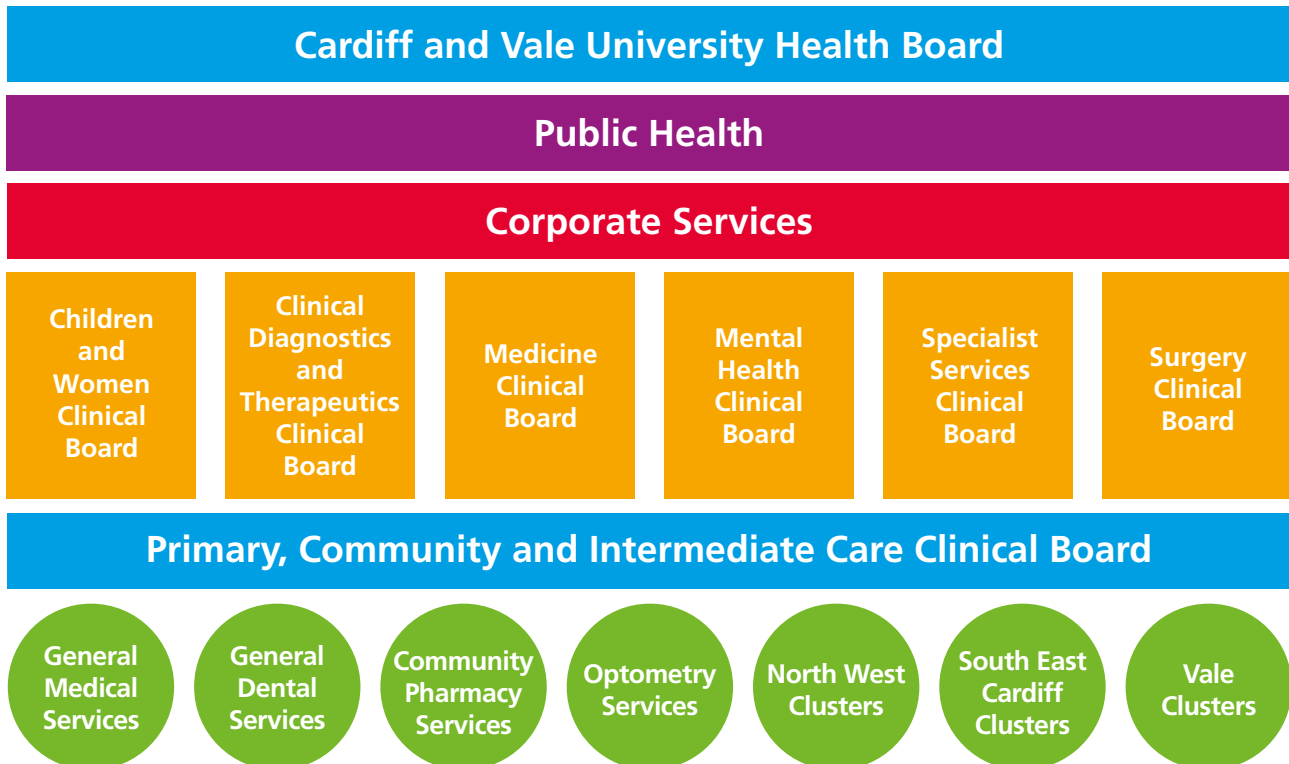 Cardiff and Vale University Health Board
Public Health
Corporate Services
Children
and
Women
Clinical
Board
Clinical
Diagnostics
and
Therapeutics
Clinical
Board
Medicine
Clinical
Board
Mental
Health
Clinical
Board
Specialist
Services
Clinical
Board
Surgery
Clinical
Board
Primary, Community and Intermediate Care Clinical Board
General
Medical
Services
General
Dental
Services
Community
Pharmacy
Services
Optometry
Services
North West
Clusters
South East
Cardiff
Clusters
Vale
Clusters